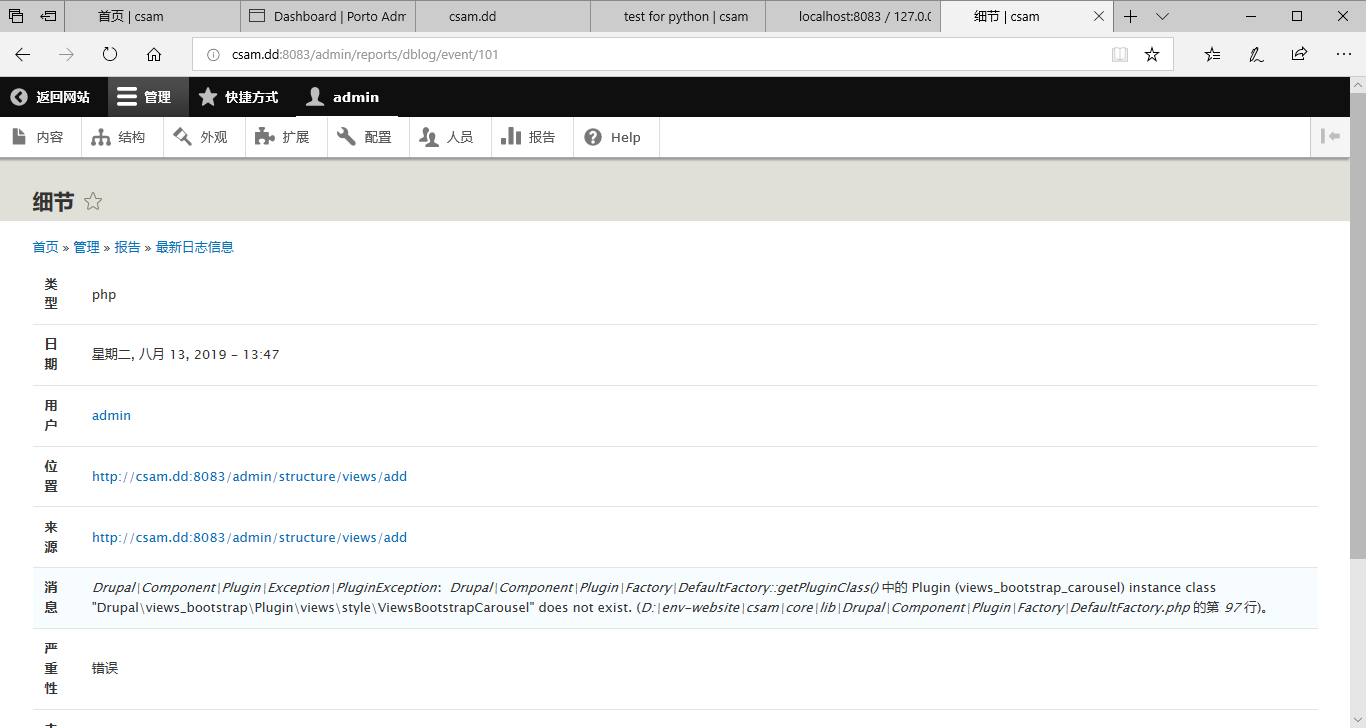 首页 | csam
Dashboard | Porto Adm
csam.dd
test for python | csam
localhost:8083 / 127.0.0
细节 | csam
csam.dd:8083/admin/reports/dblog/event/101
返回网站
管理
快捷方式
admin
内容
结构
外观
扩展
配置
人员
报告
Help
细节
首页 » 管理 » 报告 » 最新日志信息
类型
php
日期
星期二, 八月 13, 2019 - 13:47
用户
admin
位置
http://csam.dd:8083/admin/structure/views/add
来源
http://csam.dd:8083/admin/structure/views/add
消息
Drupal\Component\Plugin\Exception\PluginException: Drupal\Component\Plugin\Factory\DefaultFactory::getPluginClass() 中的 Plugin (views_bootstrap_carousel) instance class
"Drupal\views_bootstrap\Plugin\views\style\ViewsBootstrapCarousel" does not exist. (D:\env-website\csam\core\lib\Drupal\Component\Plugin\Factory\DefaultFactory.php 的第 97 行)。
严重性
错误